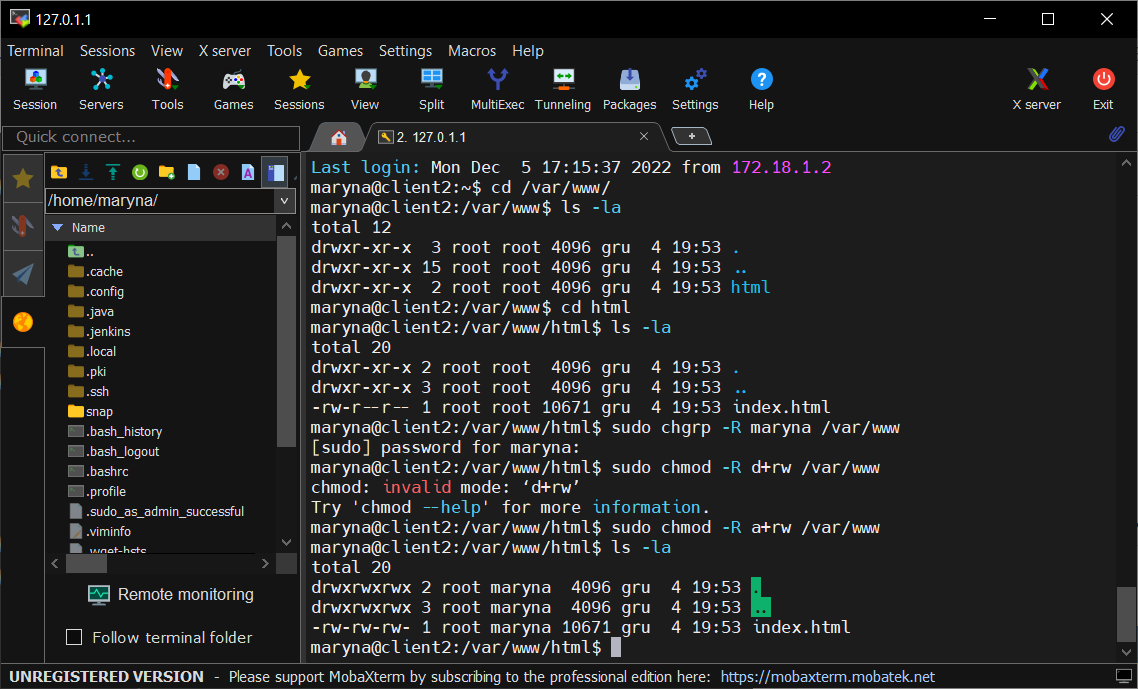 127.0.1.1
Terminal Sessions View X server Tools Games Settings Macros Help
Session Servers Tools Games Sessions View Split MultiExec Tunneling Packages Settings Help X server Exit
Quick connect...
2. 127.0.1.1
/home/maryna/
Name
..
.cache
.config
.java
.jenkins
.local
.pki
.ssh
snap
.bash_history
.bash_logout
.bashrc
.profile
.sudo_as_admin_successful
.viminfo
.wget-hsts
Remote monitoring
Follow terminal folder
Last login: Mon Dec  5 17:15:37 2022 from 172.18.1.2
maryna@client2:~$ cd /var/www/
maryna@client2:/var/www$ ls -la
total 12
drwxr-xr-x  3 root root 4096 gru  4 19:53 .
drwxr-xr-x 15 root root 4096 gru  4 19:53 ..
drwxr-xr-x  2 root root 4096 gru  4 19:53 html
maryna@client2:/var/www$ cd html
maryna@client2:/var/www/html$ ls -la
total 20
drwxr-xr-x 2 root root  4096 gru  4 19:53 .
drwxr-xr-x 3 root root  4096 gru  4 19:53 ..
-rw-r--r-- 1 root root 10671 gru  4 19:53 index.html
maryna@client2:/var/www/html$ sudo chgrp -R maryna /var/www
[sudo] password for maryna:
maryna@client2:/var/www/html$ sudo chmod -R d+rw /var/www
chmod: invalid mode: ‘d+rw’
Try 'chmod --help' for more information.
maryna@client2:/var/www/html$ sudo chmod -R a+rw /var/www
maryna@client2:/var/www/html$ ls -la
total 20
drwxrwxrwx 2 root maryna  4096 gru  4 19:53 .
drwxrwxrwx 3 root maryna  4096 gru  4 19:53 ..
-rw-rw-rw- 1 root maryna 10671 gru  4 19:53 index.html
maryna@client2:/var/www/html$
UNREGISTERED VERSION - Please support MobaXterm by subscribing to the professional edition here: https://mobaxterm.mobatek.net